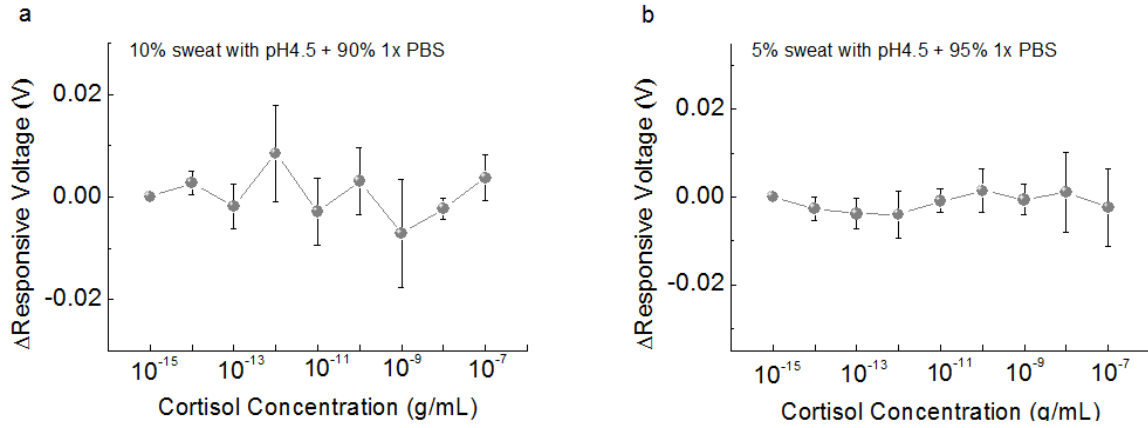 a
10% sweat with pH4.5 + 90% 1x PBS
ΔResponsive Voltage (V)
0.02
0.00
-0.02
10⁻¹⁵ 10⁻¹³ 10⁻¹¹ 10⁻⁹ 10⁻⁷
Cortisol Concentration (g/mL)
b
5% sweat with pH4.5 + 95% 1x PBS
ΔResponsive Voltage (V)
0.02
0.00
-0.02
10⁻¹⁵ 10⁻¹³ 10⁻¹¹ 10⁻⁹ 10⁻⁷
Cortisol Concentration (g/mL)